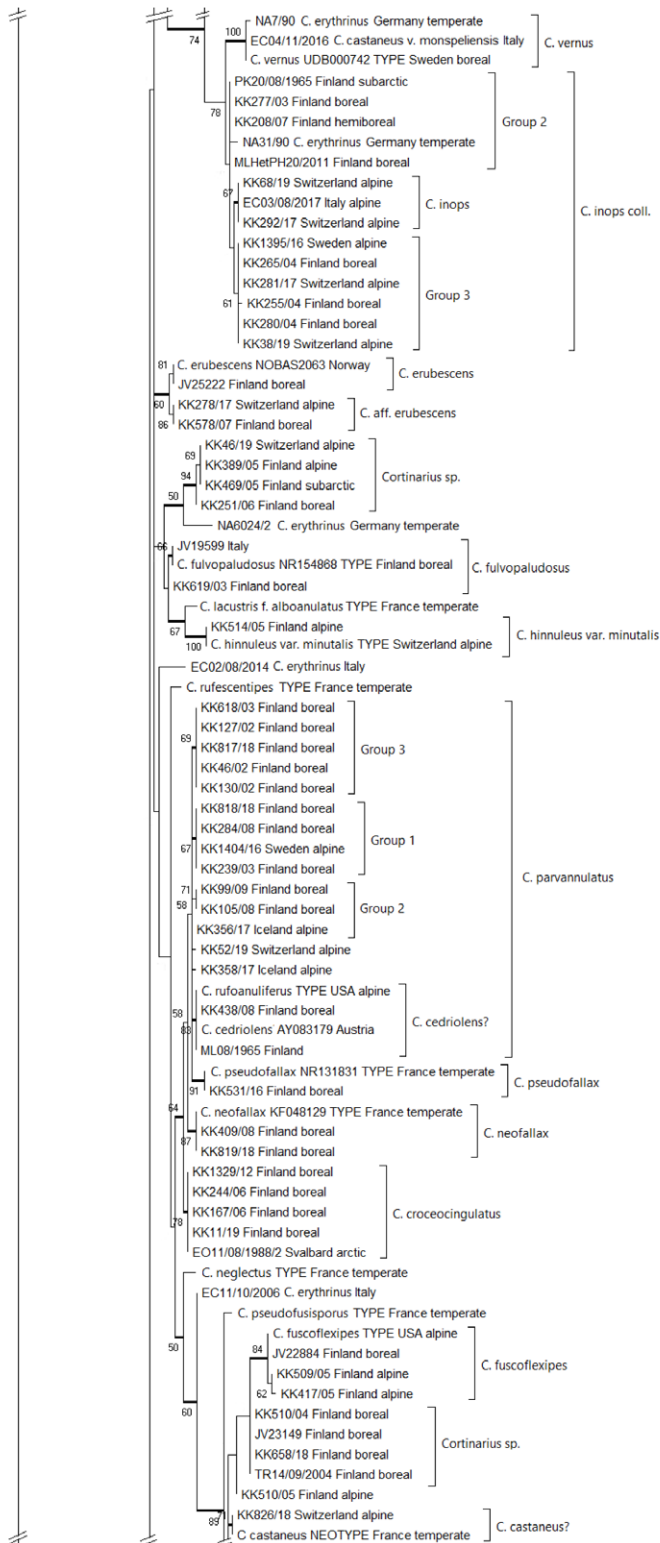 NA7/90 C. erythrinus Germany temperate
100
EC04/11/2016 C. castaneus v. monspeliensis Italy
C. vernus
74
C. vernus UDB000742 TYPE Sweden boreal
PK20/08/1965 Finland subarctic
KK277/03 Finland boreal
78
KK208/07 Finland hemiboreal
Group 2
NA31/90 C. erythrinus Germany temperate
MLHetPH20/2011 Finland boreal
KK68/19 Switzerland alpine
67
EC03/08/2017 Italy alpine
C. inops
C. inops coll.
KK292/17 Switzerland alpine
KK1395/16 Sweden alpine
KK265/04 Finland boreal
KK281/17 Switzerland alpine
Group 3
61
KK255/04 Finland boreal
KK280/04 Finland boreal
KK38/19 Switzerland alpine
81
C. erubescens NOBAS2063 Norway
C. erubescens
JV25222 Finland boreal
60
KK278/17 Switzerland alpine
C. aff. erubescens
86
KK578/07 Finland boreal
KK46/19 Switzerland alpine
69
KK389/05 Finland alpine
Cortinarius sp.
94
KK469/05 Finland subarctic
50
KK251/06 Finland boreal
NA6024/2 C. erythrinus Germany temperate
66
JV19599 Italy
C. fulvopaludosus NR154868 TYPE Finland boreal
C. fulvopaludosus
KK619/03 Finland boreal
C. lacustris f. alboanulatus TYPE France temperate
67
KK514/05 Finland alpine
C. hinnuleus var. minutalis
100
C. hinnuleus var. minutalis TYPE Switzerland alpine
EC02/08/2014 C. erythrinus Italy
C. rufescentipes TYPE France temperate
KK618/03 Finland boreal
KK127/02 Finland boreal
69
KK817/18 Finland boreal
Group 3
KK46/02 Finland boreal
KK130/02 Finland boreal
KK818/18 Finland boreal
KK284/08 Finland boreal
Group 1
67
KK1404/16 Sweden alpine
KK239/03 Finland boreal
C. parvannulatus
71
KK99/09 Finland boreal
58
KK105/08 Finland boreal
Group 2
KK356/17 Iceland alpine
KK52/19 Switzerland alpine
KK358/17 Iceland alpine
C. rufoanuliferus TYPE USA alpine
58
KK438/08 Finland boreal
C. cedriolens?
83
C. cedriolens AY083179 Austria
ML08/1965 Finland
C. pseudofallax NR131831 TYPE France temperate
C. pseudofallax
91
KK531/16 Finland boreal
64
C. neofallax KF048129 TYPE France temperate
KK409/08 Finland boreal
C. neofallax
87
KK819/18 Finland boreal
KK1329/12 Finland boreal
KK244/06 Finland boreal
78
KK167/06 Finland boreal
C. croceocingulatus
KK11/19 Finland boreal
EO11/08/1988/2 Svalbard arctic
C. neglectus TYPE France temperate
EC11/10/2006 C. erythrinus Italy
C. pseudofusisporus TYPE France temperate
50
C. fuscoflexipes TYPE USA alpine
84
JV22884 Finland boreal
C. fuscoflexipes
KK509/05 Finland alpine
62
KK417/05 Finland alpine
60
KK510/04 Finland boreal
JV23149 Finland boreal
Cortinarius sp.
KK658/18 Finland boreal
TR14/09/2004 Finland boreal
KK510/05 Finland alpine
89
KK826/18 Switzerland alpine
C. castaneus?
C castaneus NEOTYPE France temperate